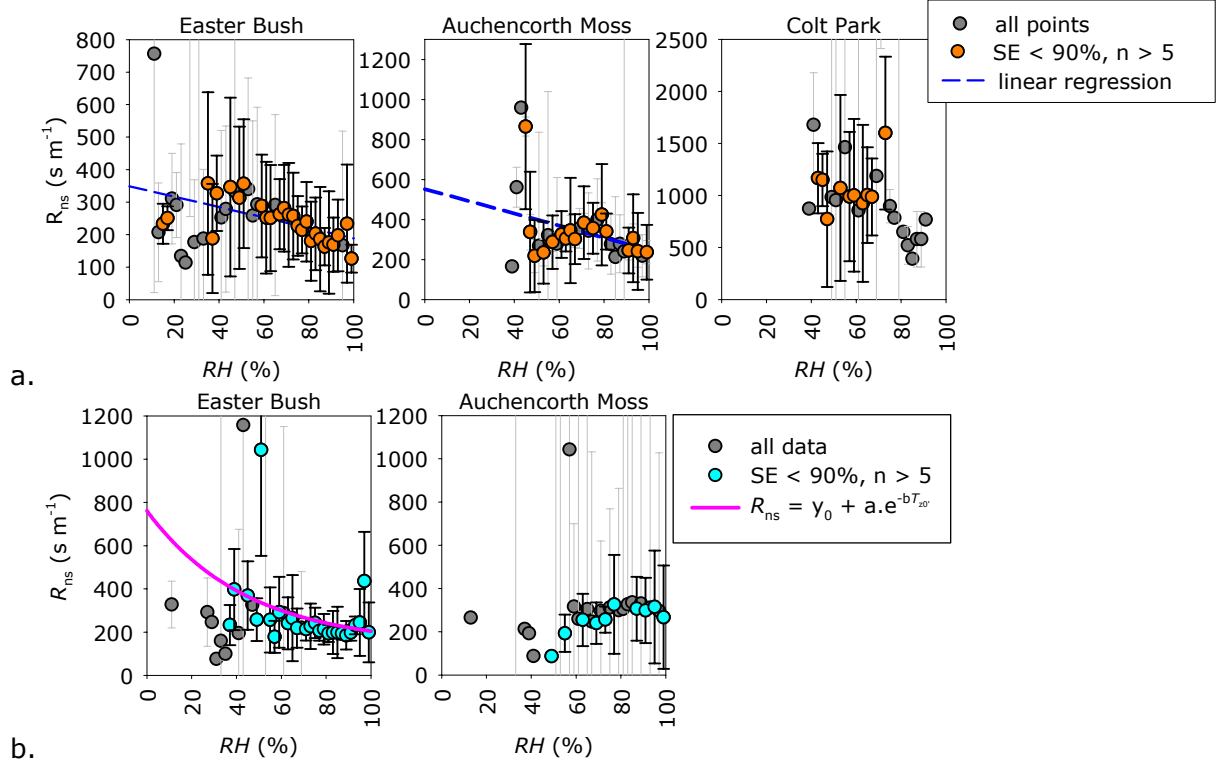 Easter Bush
Auchencorth Moss
Colt Park
all points
SE < 90%, n > 5
linear regression
800
700
600
500
400
300
200
100
0
1200
1000
800
600
400
200
0
2500
2000
1500
1000
500
0
R_ns (s m⁻¹)
0 20 40 60 80 100
0 20 40 60 80 100
0 20 40 60 80 100
RH (%)
RH (%)
RH (%)
a.
Easter Bush
Auchencorth Moss
all data
SE < 90%, n > 5
R_ns = y₀ + a.e^-bT_z0'
1200
1000
800
600
400
200
0
1200
1000
800
600
400
200
0
R_ns (s m⁻¹)
0 20 40 60 80 100
0 20 40 60 80 100
RH (%)
RH (%)
b.